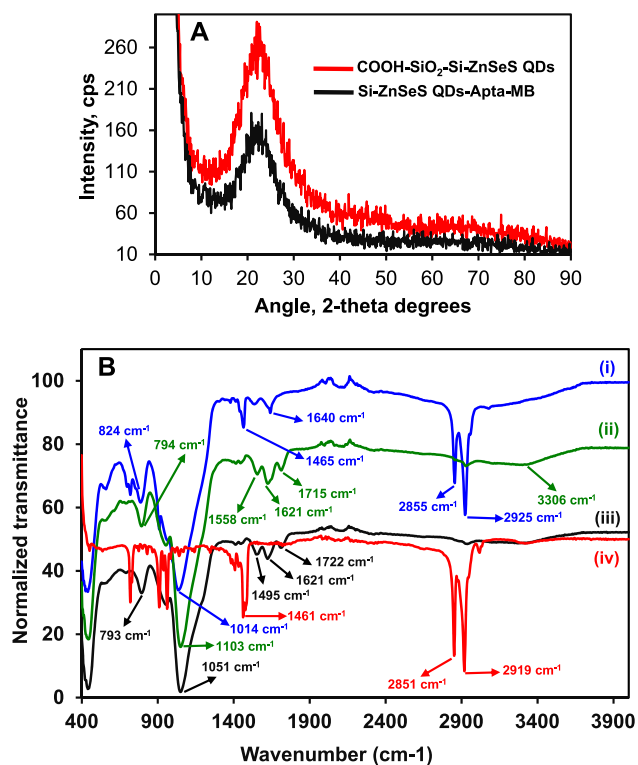 A
COOH-SiO₂-Si-ZnSeS QDs
Si-ZnSeS QDs-Apta-MB
Intensity, cps
260
210
160
110
60
10
0 10 20 30 40 50 60 70 80 90
Angle, 2-theta degrees
B
(i)
(ii)
(iii)
(iv)
Normalized transmittance
100
80
60
40
20
0
824 cm⁻¹
794 cm⁻¹
1640 cm⁻¹
1465 cm⁻¹
1715 cm⁻¹
1621 cm⁻¹
1558 cm⁻¹
2855 cm⁻¹
3306 cm⁻¹
2925 cm⁻¹
1722 cm⁻¹
1621 cm⁻¹
1495 cm⁻¹
793 cm⁻¹
1461 cm⁻¹
1014 cm⁻¹
1103 cm⁻¹
1051 cm⁻¹
2851 cm⁻¹
2919 cm⁻¹
400 900 1400 1900 2400 2900 3400 3900
Wavenumber (cm-1)